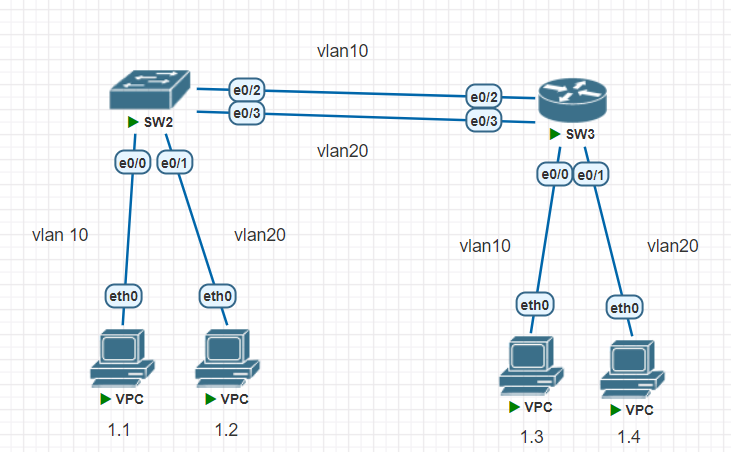 vlan10
e0/2
e0/2
e0/3
e0/3
SW2
SW3
vlan20
e0/0
e0/1
e0/0
e0/1
vlan 10
vlan20
vlan10
vlan20
eth0
eth0
eth0
eth0
VPC
VPC
VPC
VPC
1.1
1.2
1.3
1.4